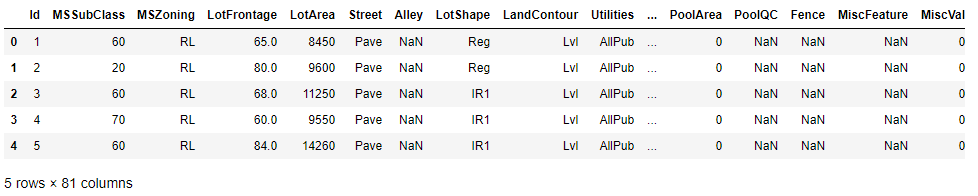 Id MSSubClass MSZoning LotFrontage LotArea Street Alley LotShape LandContour Utilities ... PoolArea PoolQC Fence MiscFeature MiscVal
0 1 60 RL 65.0 8450 Pave NaN Reg Lvl AllPub ... 0 NaN NaN NaN 0
1 2 20 RL 80.0 9600 Pave NaN Reg Lvl AllPub ... 0 NaN NaN NaN 0
2 3 60 RL 68.0 11250 Pave NaN IR1 Lvl AllPub ... 0 NaN NaN NaN 0
3 4 70 RL 60.0 9550 Pave NaN IR1 Lvl AllPub ... 0 NaN NaN NaN 0
4 5 60 RL 84.0 14260 Pave NaN IR1 Lvl AllPub ... 0 NaN NaN NaN 0
5 rows × 81 columns